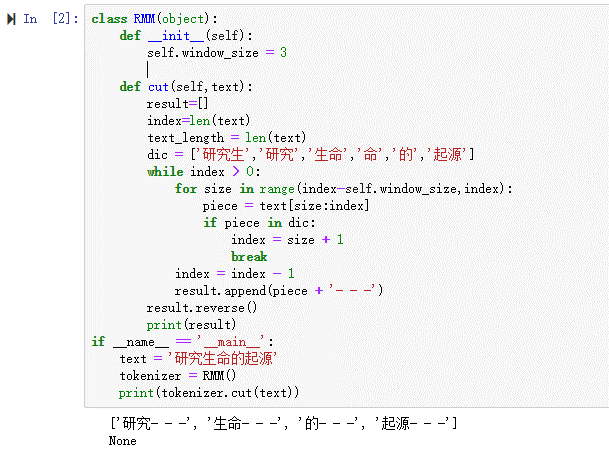 In [2]: class RMM(object):
    def __init__(self):
        self.window_size = 3
    def cut(self,text):
        result=[]
        index=len(text)
        text_length = len(text)
        dic = ['研究生','研究','生命','命','的','起源']
        while index > 0:
            for size in range(index-self.window_size,index):
                piece = text[size:index]
                if piece in dic:
                    index = size + 1
                    break
            index = index - 1
            result.append(piece + '- - -')
        result.reverse()
        print(result)
if __name__ == '__main__':
    text = '研究生命的起源'
    tokenizer = RMM()
    print(tokenizer.cut(text))
['研究- - -', '生命- - -', '的- - -', '起源- - -']
None